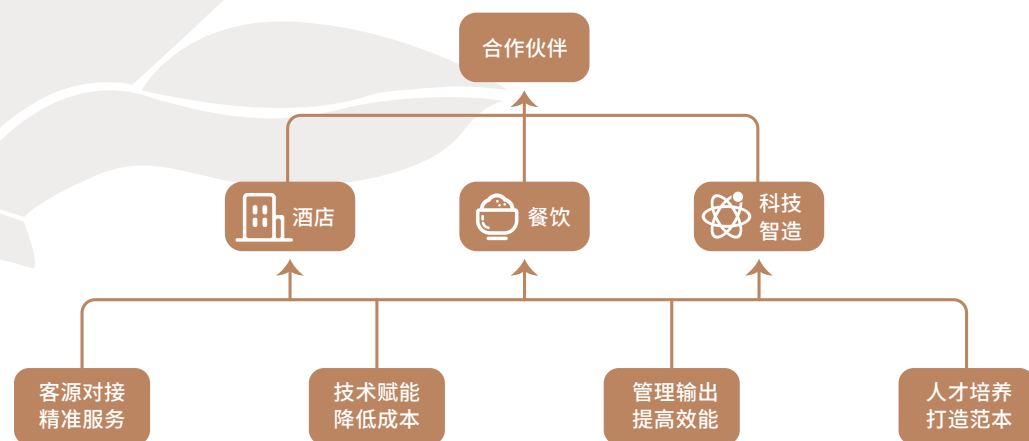 合作伙伴
酒店
餐饮
科技
智造
客源对接
精准服务
技术赋能
降低成本
管理输出
提高效能
人才培养
打造范本